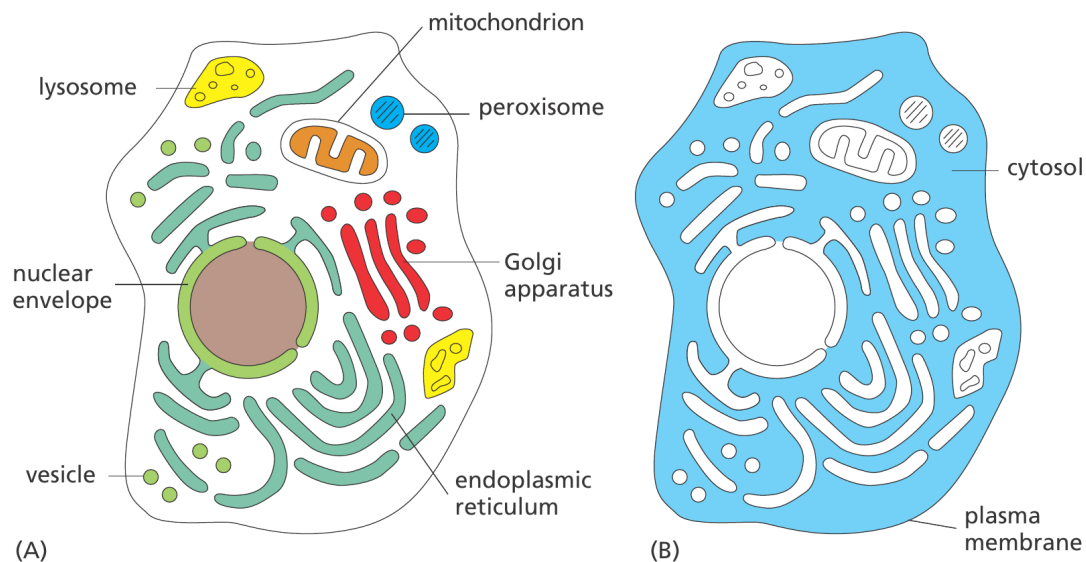 mitochondrion
lysosome
peroxisome
nuclear
envelope
Golgi
apparatus
vesicle
endoplasmic
reticulum
(A)
cytosol
plasma
membrane
(B)